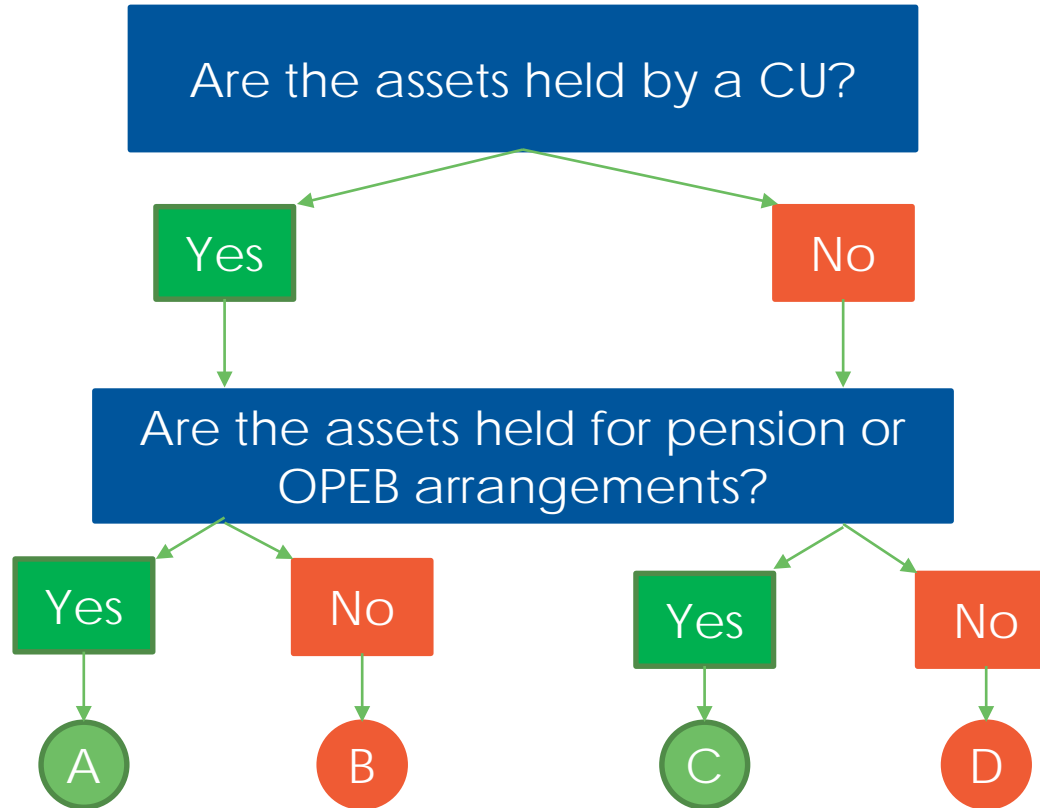 Are the assets held by a CU?
Yes
No
Are the assets held for pension or
OPEB arrangements?
Yes
No
Yes
No
A
B
C
D